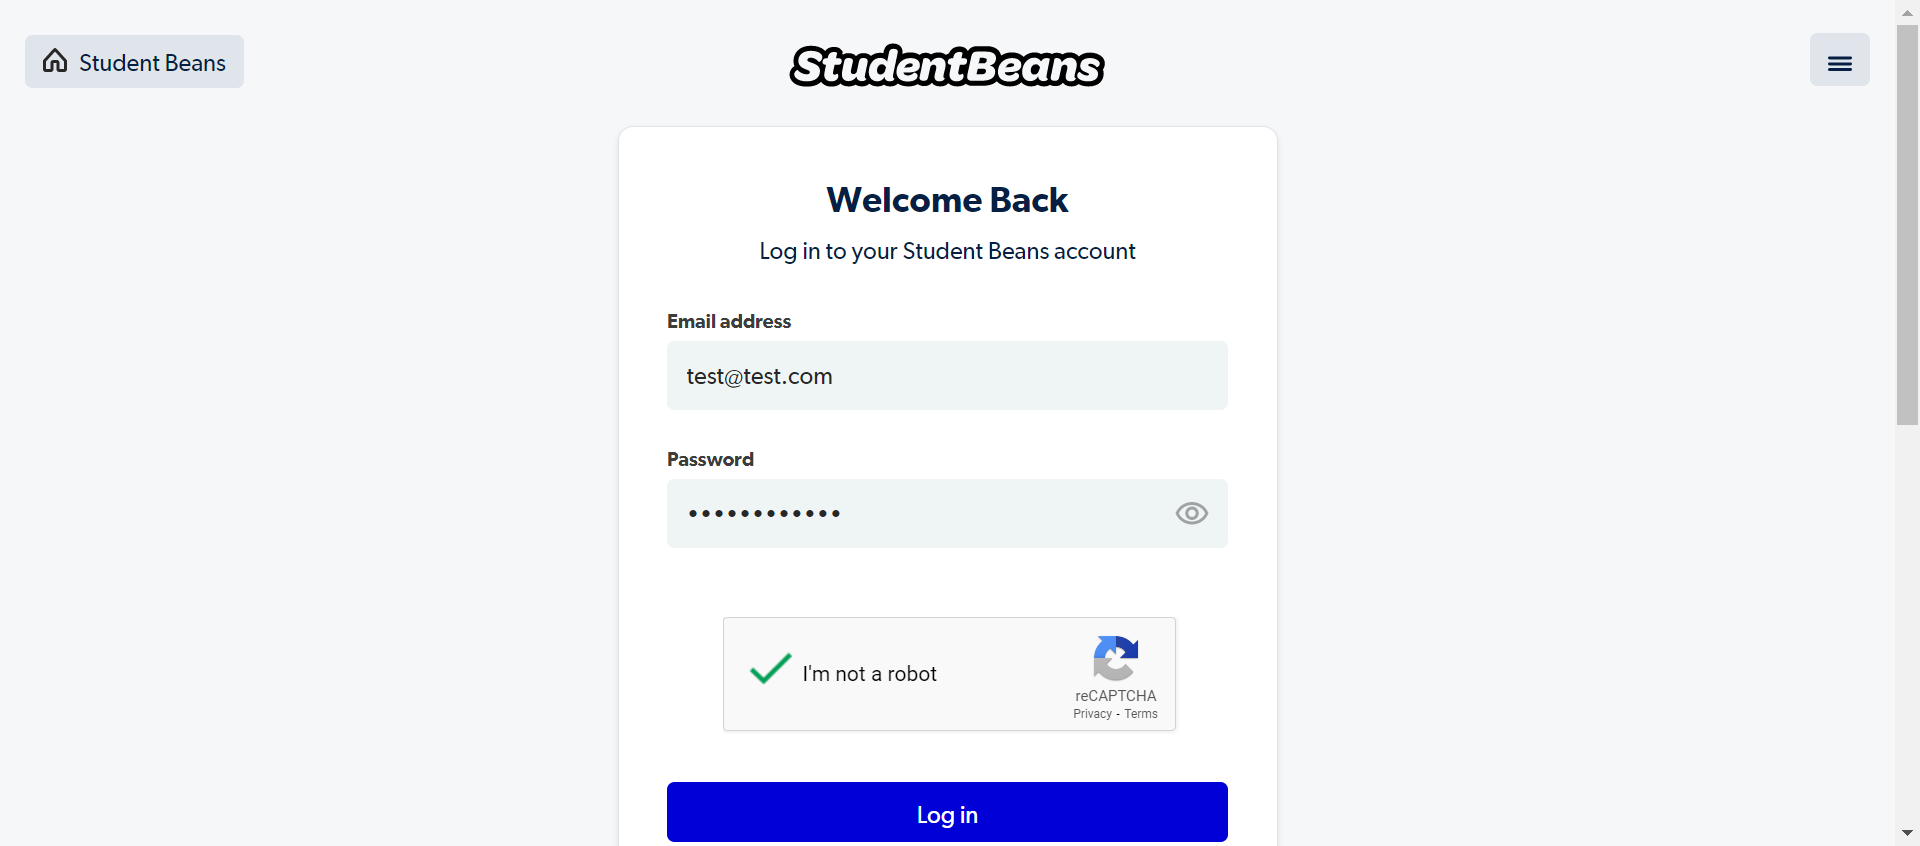 Student Beans
StudentBeans
Welcome Back
Log in to your Student Beans account
Email address
test@test.com
Password
••••••••••••
I'm not a robot
reCAPTCHA
Privacy - Terms
Log in